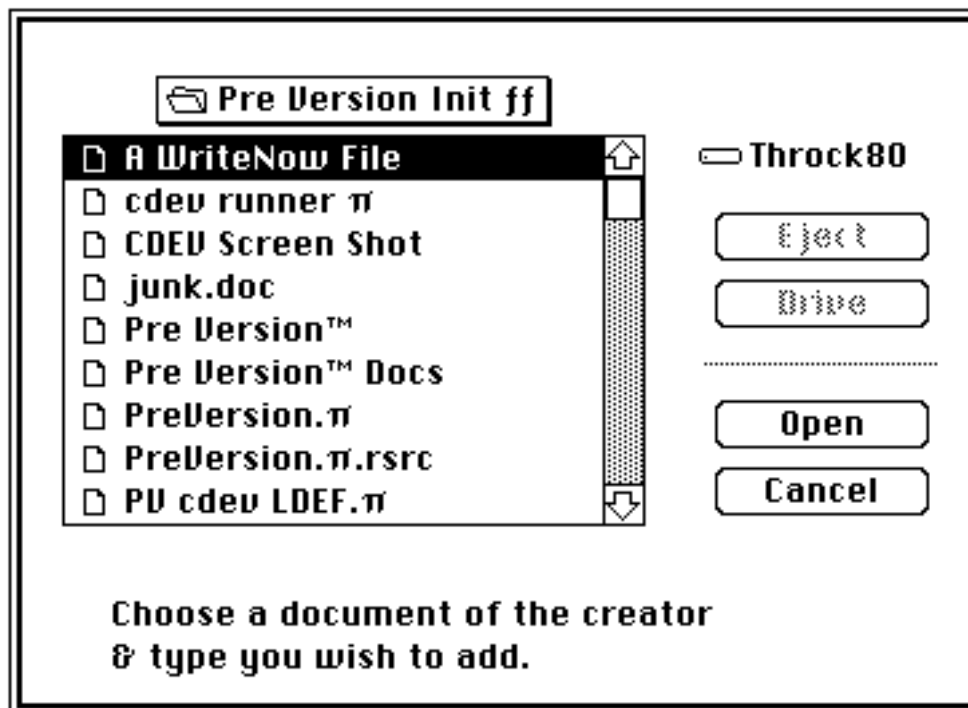 Pre Version Init ƒƒ
A WriteNow File
cdev runner π
CDEV Screen Shot
junk.doc
Pre Version™
Pre Version™ Docs
PreVersion.π
PreVersion.π.rsrc
PV cdev LDEF.π
Throck80
Eject
Drive
Open
Cancel
Choose a document of the creator
& type you wish to add.